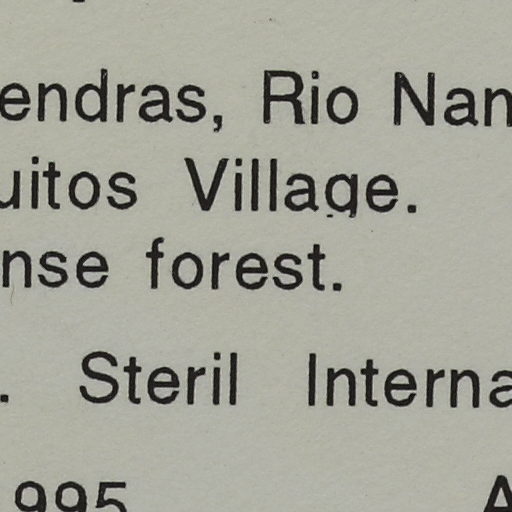 endras, Rio Nan
uitos Village.
nse forest.
. Steril Interna
995 A